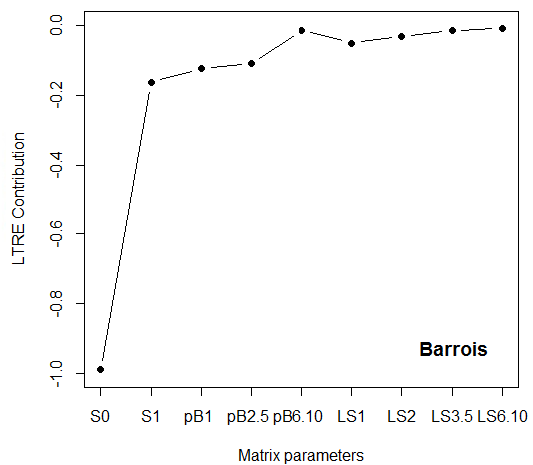 0.0
-0.2
-0.4
-0.6
-0.8
-1.0
LTRE Contribution
Barrois
S0 S1 pB1 pB2.5 pB6.10 LS1 LS2 LS3.5 LS6.10
Matrix parameters